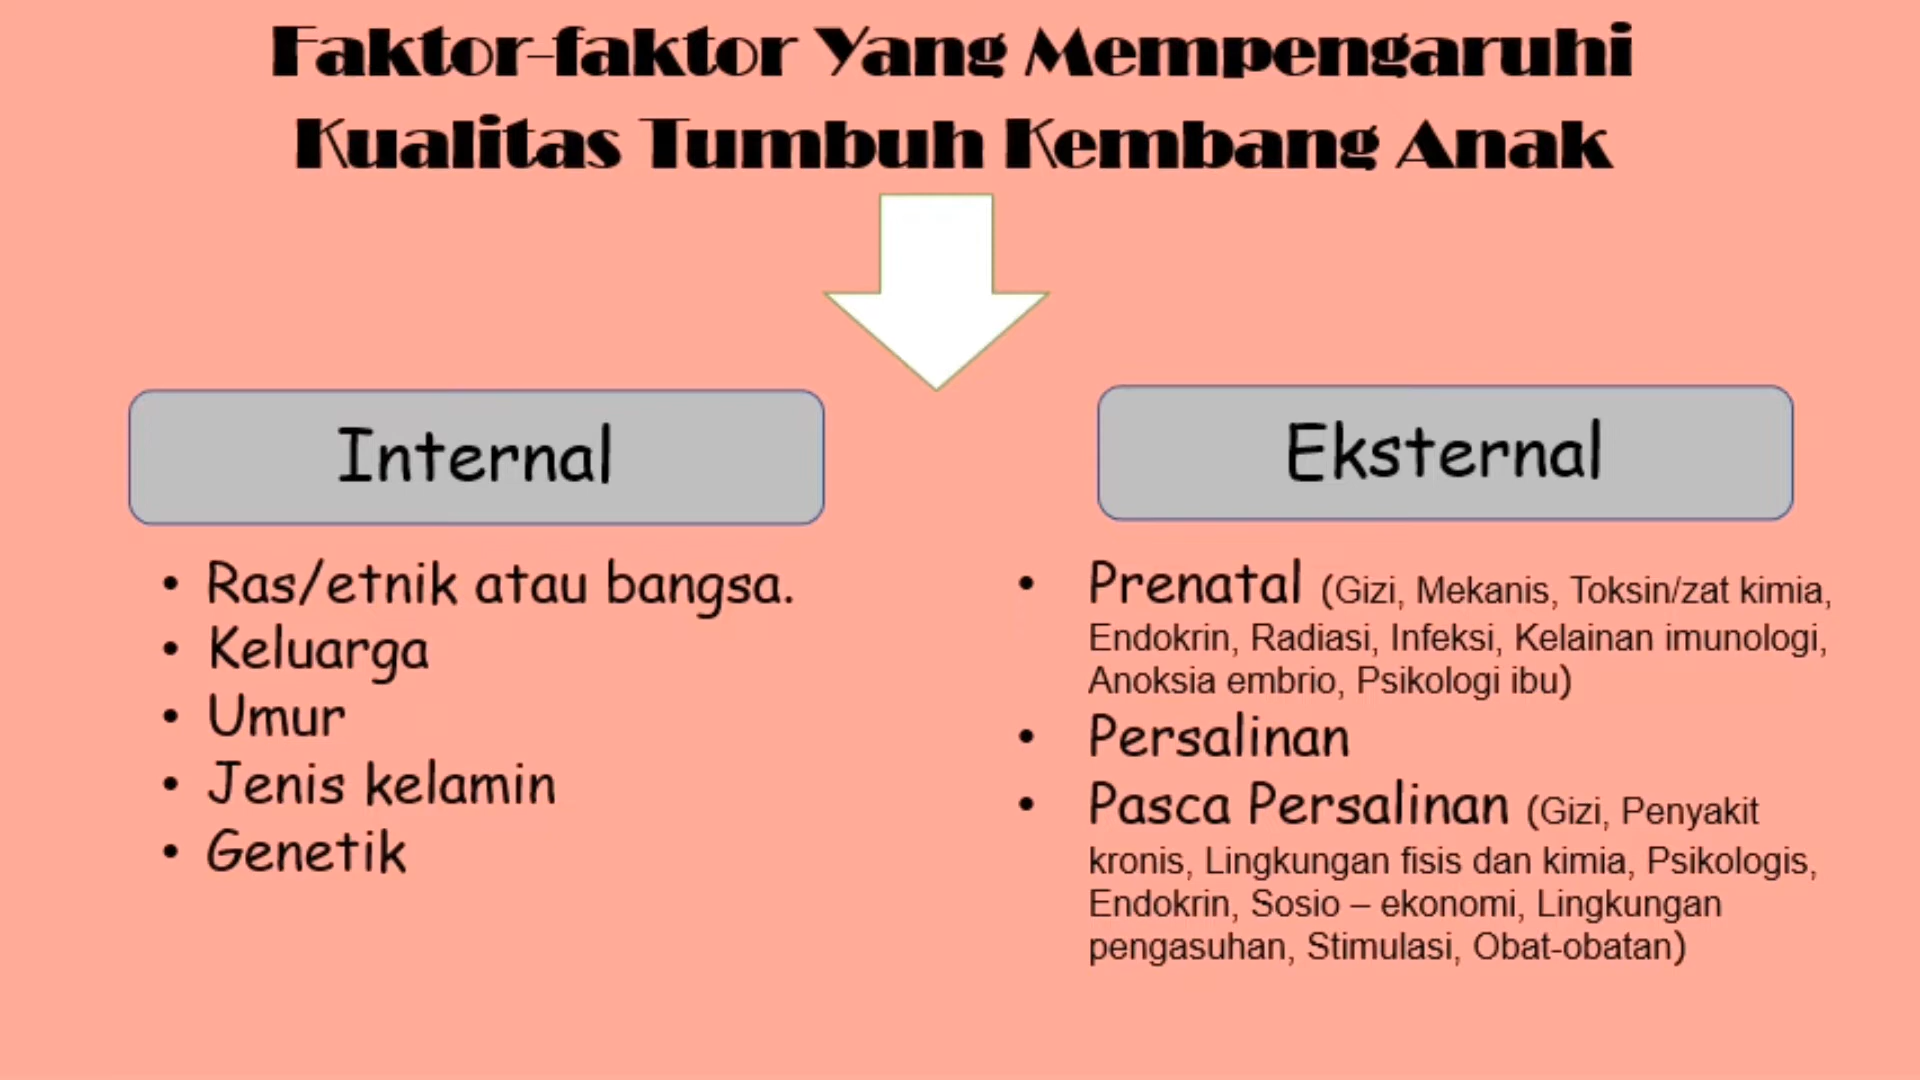 Faktor-faktor Yang Mempengaruhi
Kualitas Tumbuh Kembang Anak
Internal
• Ras/etnik atau bangsa.
• Keluarga
• Umur
• Jenis kelamin
• Genetik
Eksternal
• Prenatal (Gizi, Mekanis, Toksin/zat kimia,
Endokrin, Radiasi, Infeksi, Kelainan imunologi,
Anoksia embrio, Psikologi ibu)
• Persalinan
• Pasca Persalinan (Gizi, Penyakit
kronis, Lingkungan fisis dan kimia, Psikologis,
Endokrin, Sosio – ekonomi, Lingkungan
pengasuhan, Stimulasi, Obat-obatan)